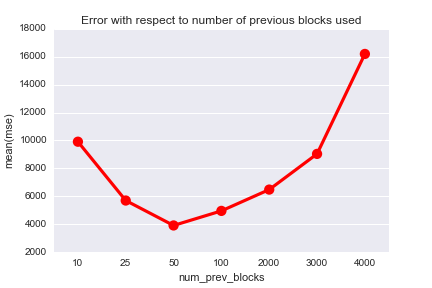 Error with respect to number of previous blocks used
18000
16000
14000
12000
10000
8000
6000
4000
2000
mean(mse)
10 25 50 100 2000 3000 4000
num_prev_blocks